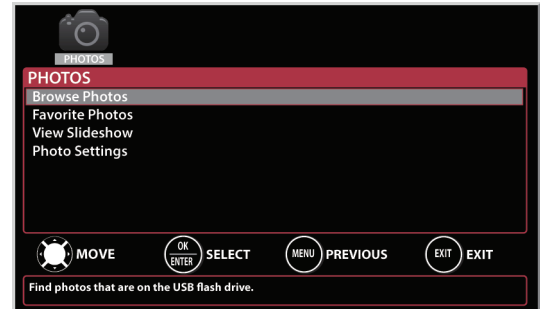 PHOTOS
PHOTOS
Browse Photos
Favorite Photos
View Slideshow
Photo Settings
MOVE OK ENTER SELECT MENU PREVIOUS EXIT EXIT
Find photos that are on the USB flash drive.